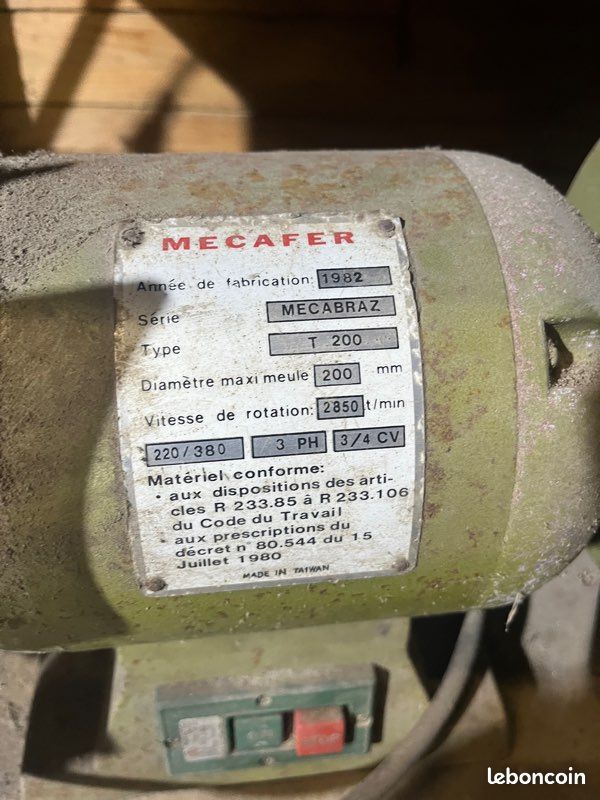 MECAFER
Année de fabrication: 1982
Série MECABRAZ
Type T 200
Diamètre maxi meule 200 mm
Vitesse de rotation: 2850 t/min
220/380 3 PH 3/4 CV
Matériel conforme:
• aux dispositions des arti-
cles R 233.85 à R 233.106
du Code du Travail
• aux prescriptions du
décret n° 80.544 du 15
Juillet 1980
MADE IN TAIWAN
STOP
leboncoin